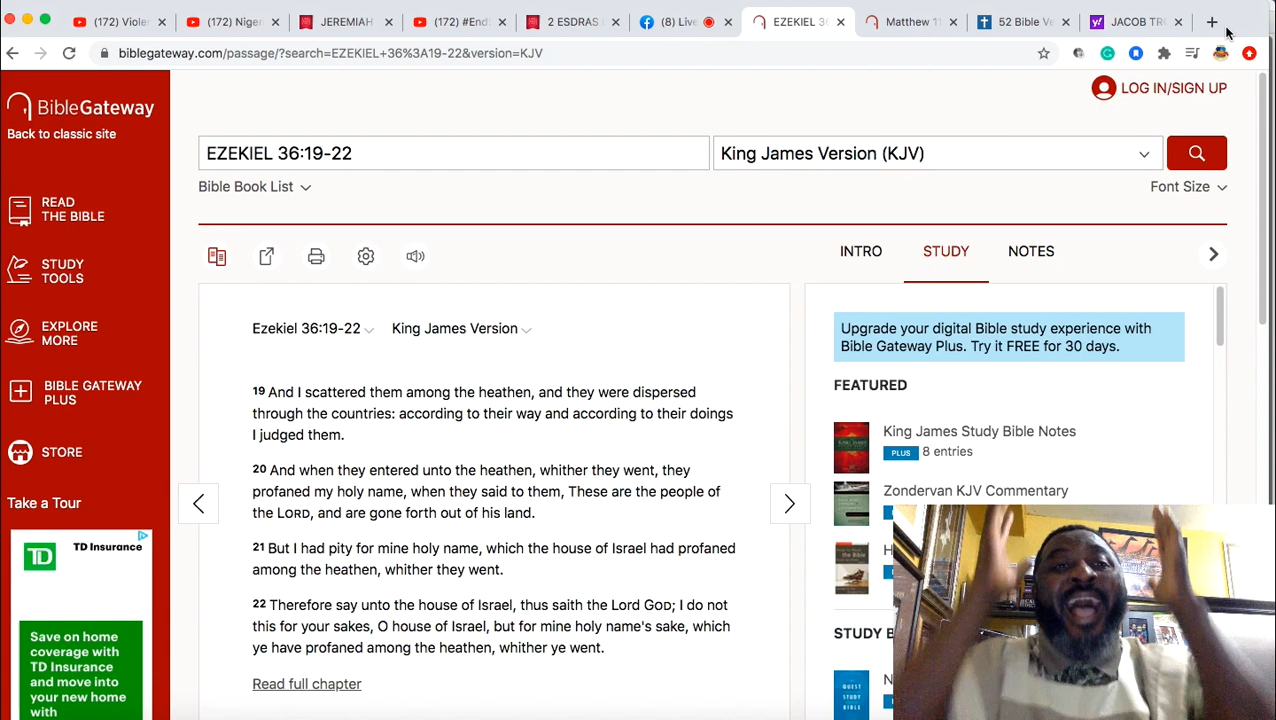 (172) Viole
(172) Niger
JEREMIAH
(172) #End
2 ESDRAS
(8) Live
EZEKIEL 36
Matthew 11
52 Bible Ve
JACOB TR
biblegateway.com/passage/?search=EZEKIEL+36%3A19-22&version=KJV
BibleGateway
Back to classic site
LOG IN/SIGN UP
EZEKIEL 36:19-22
King James Version (KJV)
Bible Book List
Font Size
READ
THE BIBLE
STUDY
TOOLS
EXPLORE
MORE
BIBLE GATEWAY
PLUS
STORE
Take a Tour
TD
TD Insurance
Save on home
coverage with
TD Insurance
and move into
your new home
with
INTRO
STUDY
NOTES
Ezekiel 36:19-22
King James Version
19 And I scattered them among the heathen, and they were dispersed
through the countries: according to their way and according to their doings
I judged them.
20 And when they entered unto the heathen, whither they went, they
profaned my holy name, when they said to them, These are the people of
the LORD, and are gone forth out of his land.
21 But I had pity for mine holy name, which the house of Israel had profaned
among the heathen, whither they went.
22 Therefore say unto the house of Israel, thus saith the Lord GOD; I do not
this for your sakes, O house of Israel, but for mine holy name's sake, which
ye have profaned among the heathen, whither ye went.
Read full chapter
Upgrade your digital Bible study experience with
Bible Gateway Plus. Try it FREE for 30 days.
FEATURED
King James Study Bible Notes
PLUS 8 entries
Zondervan KJV Commentary
STUDY B
QUEST
STUDY
BIBLE